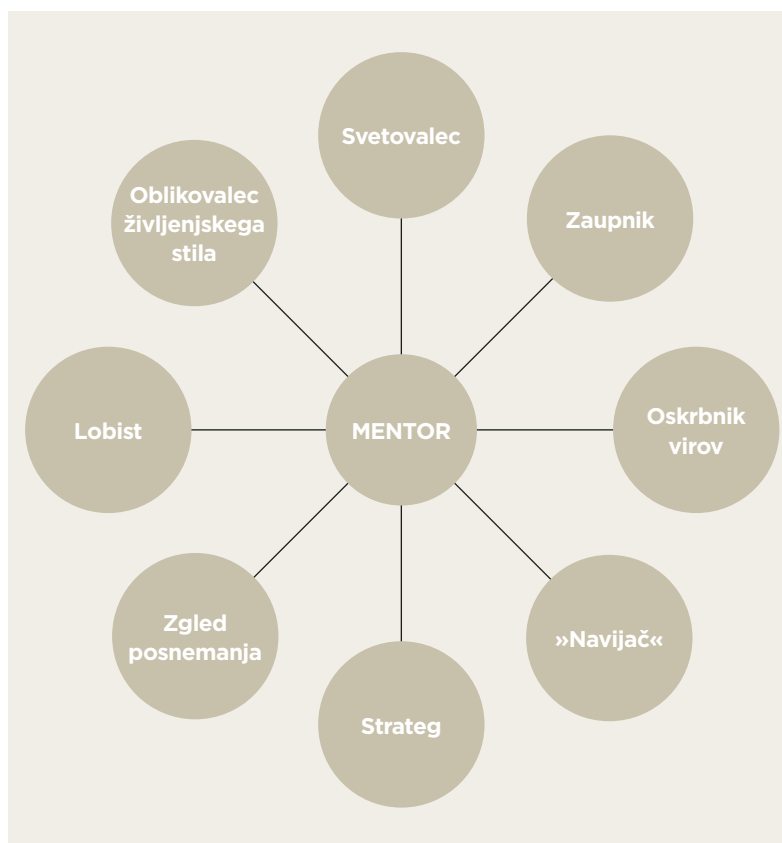 Svetovalec
Oblikovalec
življenjskega
stila
Zaupnik
Lobist
MENTOR
Oskrbnik
virov
Zgled
posnemanja
»Navijač«
Strateg